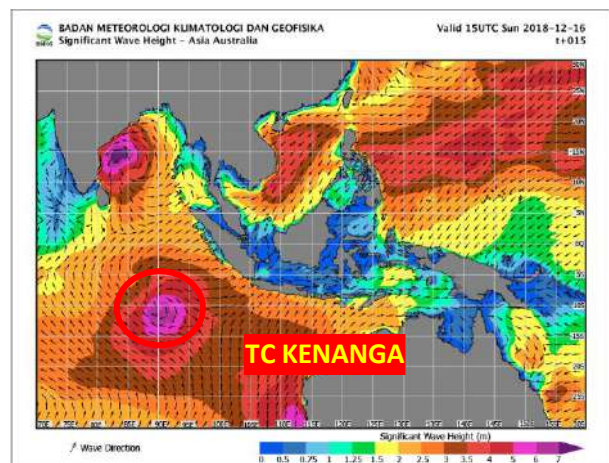 BADAN METEOROLOGI KLIMATOLOGI DAN GEOFISIKA
Significant Wave Height - Asia Australia
Valid 15UTC Sun 2018-12-16
t+015
TC KENANGA
Wave Direction
Significant Wave Height (m)
0 0.5 0.75 1 1.25 1.5 2 2.5 3 3.5 4 5 6 7